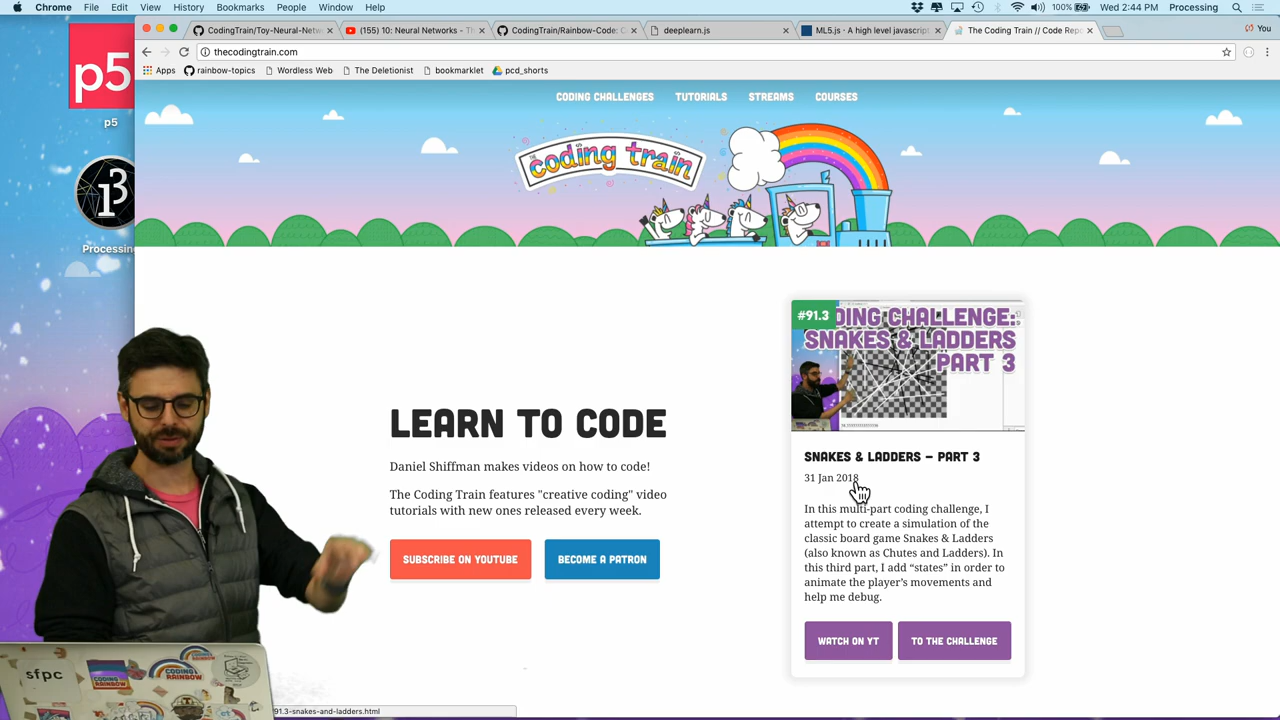 Chrome File Edit View History Bookmarks People Window Help 100% Wed 2:44 PM Processing
CodingTrain/Toy-Neural-Netw
(155) 10: Neural Networks - Th
CodingTrain/Rainbow-Code: C
deeplearn.js
ML5.js - A high level javascript
The Coding Train // Code Rep
You
thecodingtrain.com
Apps rainbow-topics Wordless Web The Deletionist bookmarklet pcd_shorts
p5
p5
Processing
CODING CHALLENGES TUTORIALS STREAMS COURSES
THE coding train
LEARN TO CODE
Daniel Shiffman makes videos on how to code!
The Coding Train features "creative coding" video
tutorials with new ones released every week.
SUBSCRIBE ON YOUTUBE BECOME A PATRON
#91.3
DING CHALLENGE:
SNAKES & LADDERS
PART 3
SNAKES & LADDERS – PART 3
31 Jan 2018
In this multi-part coding challenge, I
attempt to create a simulation of the
classic board game Snakes & Ladders
(also known as Chutes and Ladders). In
this third part, I add “states” in order to
animate the player’s movements and
help me debug.
WATCH ON YT TO THE CHALLENGE
sfpc
CODING RAINBOW
91.3-snakes-and-ladders.html